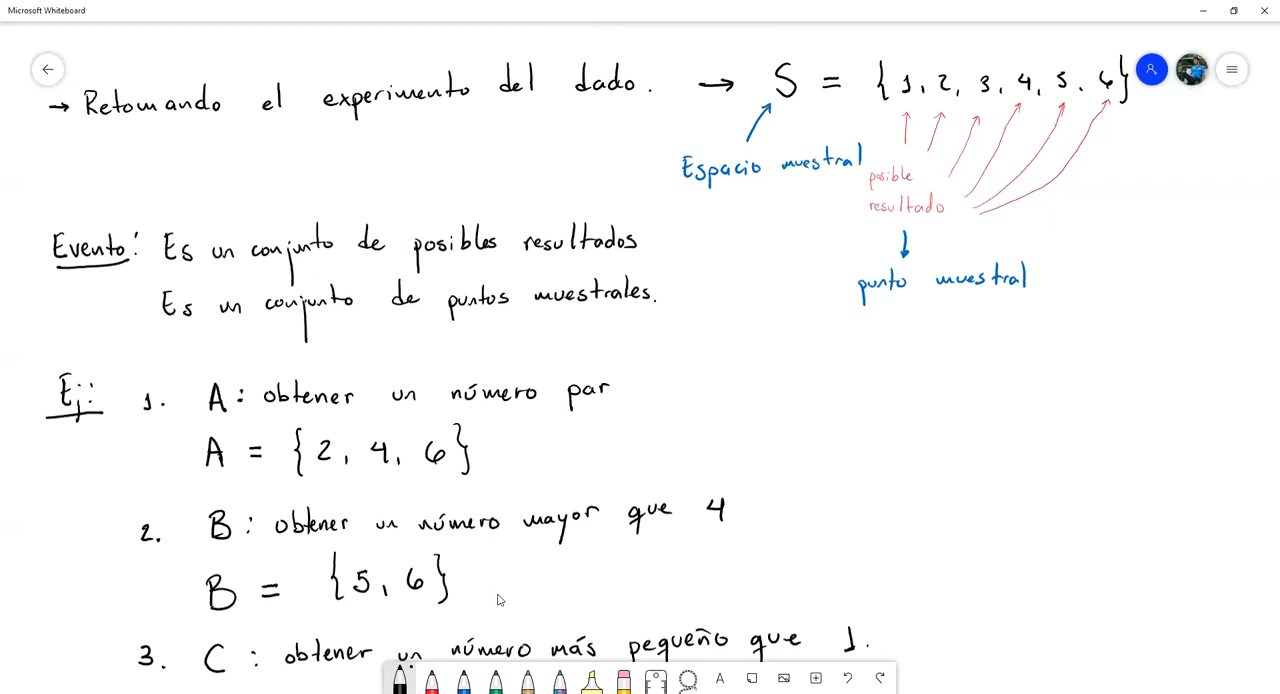 Microsoft Whiteboard
→ Retomando el experimento del dado. → S = {1, 2, 3, 4, 5, 6}
Espacio muestral
posible
resultado
punto muestral
Evento: Es un conjunto de posibles resultados
Es un conjunto de puntos muestrales.
Ej: 1. A: obtener un número par
A = {2, 4, 6}
2. B: obtener un número mayor que 4
B = {5, 6}
3. C: obtener un número más pequeño que 1.